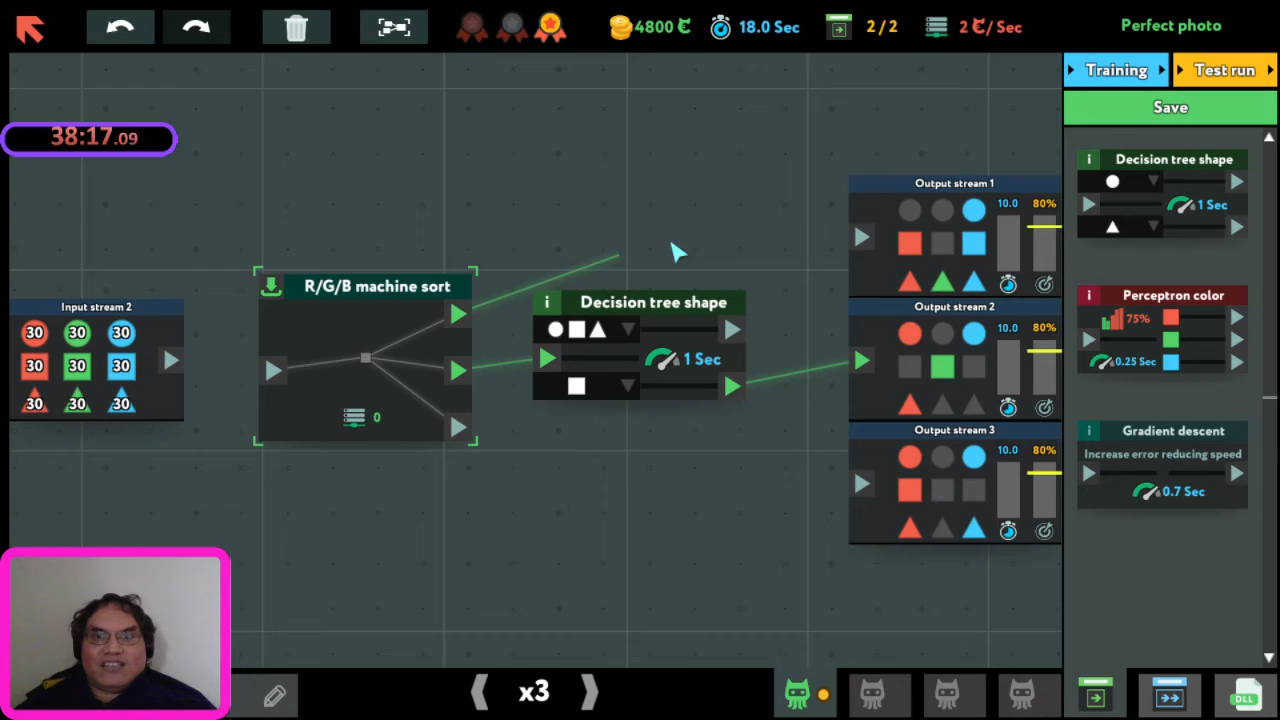 4800 ₾
18.0 Sec
2/2
2 ₾/Sec
Perfect photo
Training
Test run
Save
38:17.09
Decision tree shape
1 Sec
Output stream 1
10.0
80%
R/G/B machine sort
0
Input stream 2
30 30 30
30 30 30
30 30 30
Decision tree shape
1 Sec
Output stream 2
10.0
80%
Perceptron color
75%
0.25 Sec
Output stream 3
10.0
80%
Gradient descent
Increase error reducing speed
0.7 Sec
x3
DLL